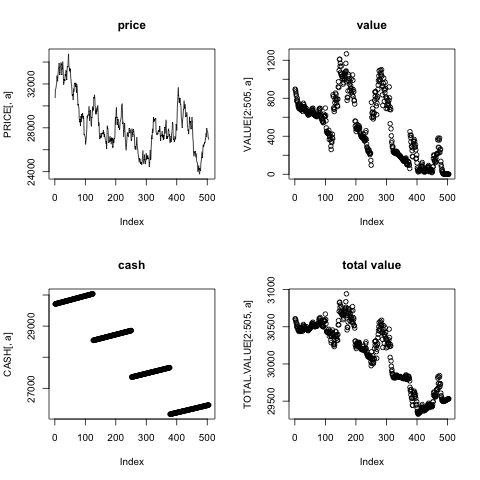 price
PRICE[, a]
24000 28000 32000
0 100 200 300 400 500
Index
value
VALUE[2:505, a]
0 400 800 1200
0 100 200 300 400 500
Index
cash
CASH[, a]
27000 29000
0 100 200 300 400 500
Index
total value
TOTAL.VALUE[2:505, a]
29500 30000 30500 31000
0 100 200 300 400 500
Index